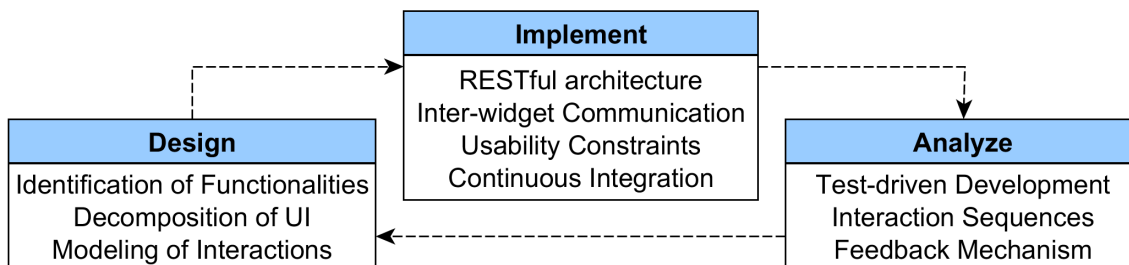 Implement
RESTful architecture
Inter-widget Communication
Usability Constraints
Continuous Integration
Design
Identification of Functionalities
Decomposition of UI
Modeling of Interactions
Analyze
Test-driven Development
Interaction Sequences
Feedback Mechanism